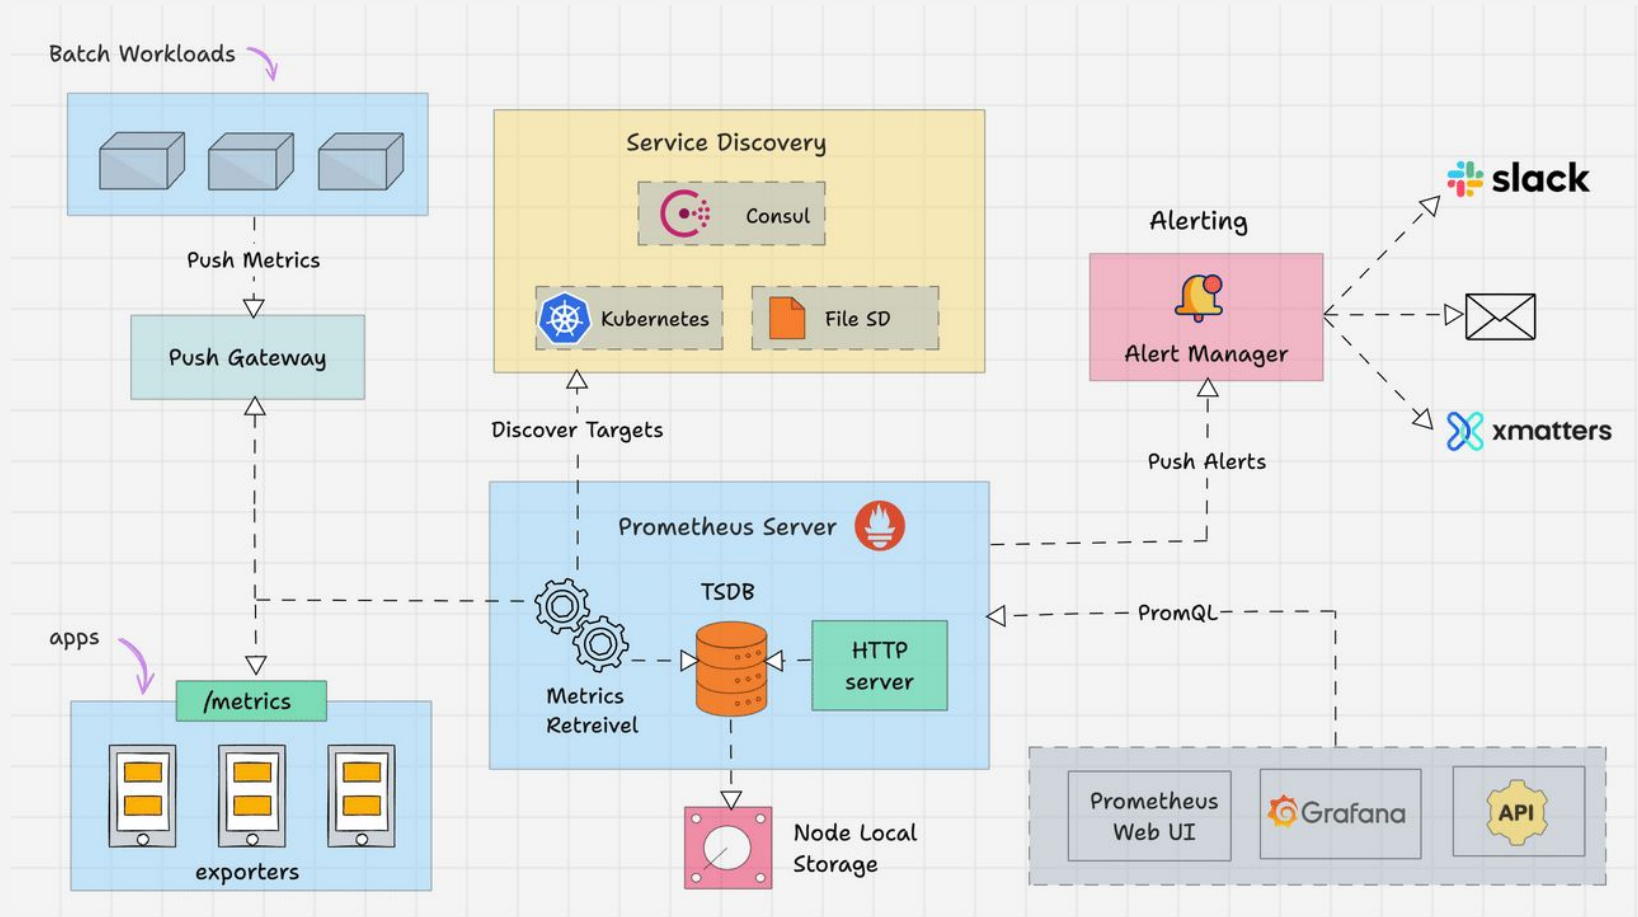 Batch Workloads
Push Metrics
Push Gateway
apps
/metrics
exporters
Service Discovery
Consul
Kubernetes
File SD
Discover Targets
Prometheus Server
TSDB
HTTP
server
Metrics
Retreivel
Node Local
Storage
Alerting
Alert Manager
Push Alerts
slack
xmatters
PromQL
Prometheus
Web UI
Grafana
API